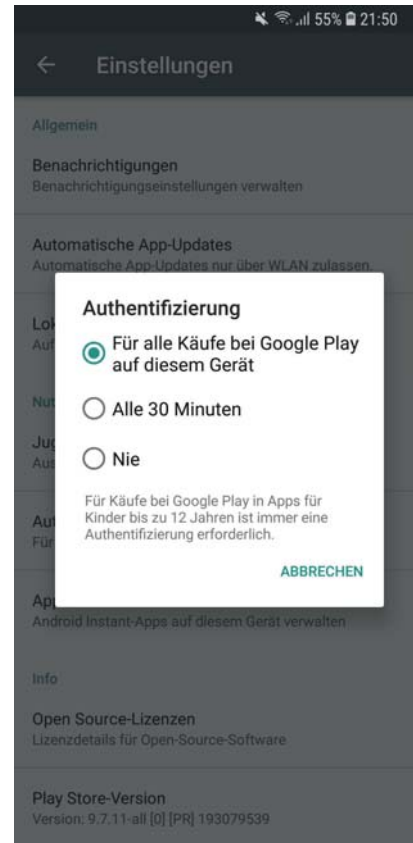 55% 21:50
Einstellungen
Allgemein
Benachrichtigungen
Benachrichtigungseinstellungen verwalten
Automatische App-Updates
Automatische App-Updates nur über WLAN zulassen.
Authentifizierung
Für alle Käufe bei Google Play
auf diesem Gerät
Alle 30 Minuten
Nie
Für Käufe bei Google Play in Apps für
Kinder bis zu 12 Jahren ist immer eine
Authentifizierung erforderlich.
ABBRECHEN
Android Instant-Apps auf diesem Gerät verwalten
Info
Open Source-Lizenzen
Lizenzdetails für Open-Source-Software
Play Store-Version
Version: 9.7.11-all [0] [PR] 193079539